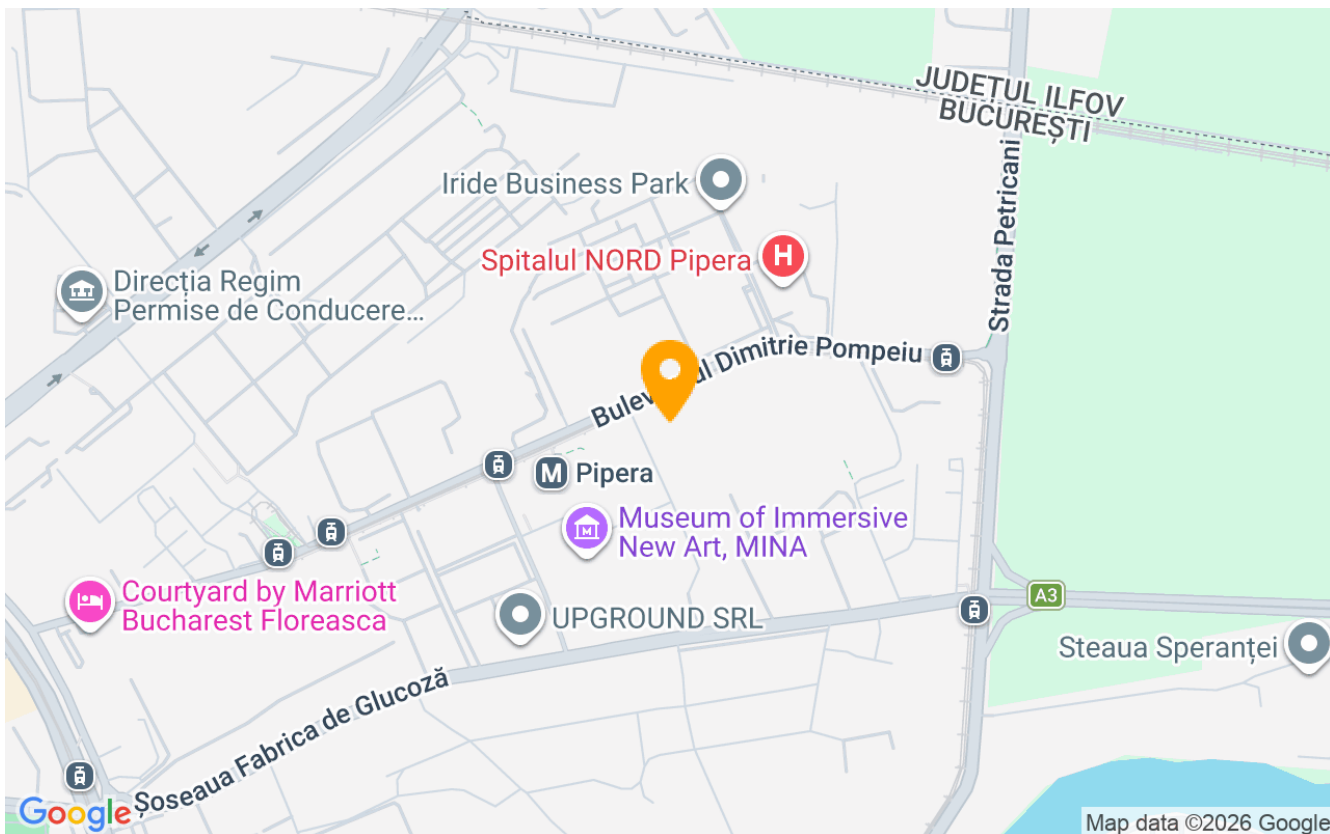 JUDEȚUL ILFOV
BUCUREȘTI
Iride Business Park
Strada Petricani
Spitalul NORD Pipera
H
Direcția Regim
Permise de Conducere...
Bulev
ul Dimitrie Pompeiu
M Pipera
Museum of Immersive
New Art, MINA
Courtyard by Marriott
Bucharest Floreasca
UPGROUND SRL
A3
Steaua Speranței
Șoseaua Fabrica de Glucoză
Google
Map data ©2026 Google